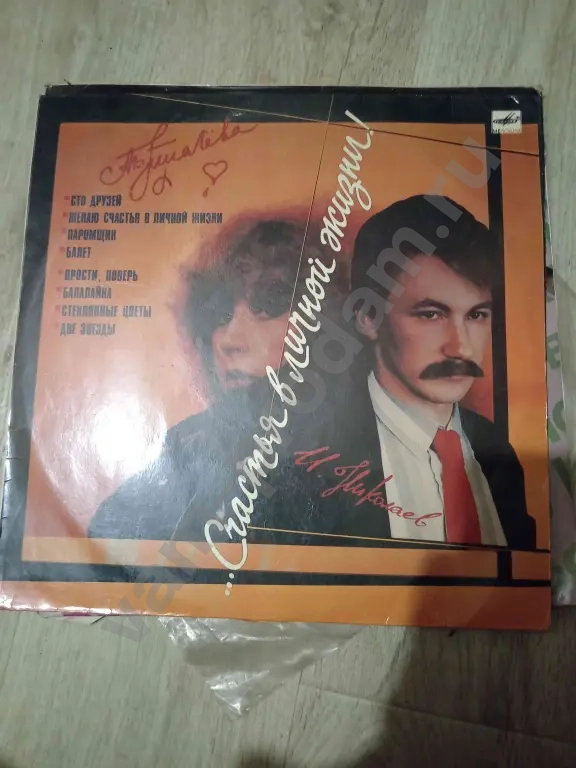 А. Пугачёва
СТО ДРУЗЕЙ
ЖЕЛАЮ СЧАСТЬЯ В ЛИЧНОЙ ЖИЗНИ
ПАРОМЩИК
БАЛЕТ
ПРОСТИ, ПОВЕРЬ
БАЛАЛАЙКА
СТЕКЛЯННЫЕ ЦВЕТЫ
ДВЕ ЗВЕЗДЫ
...Счастья в личной жизни!
И. Николаев